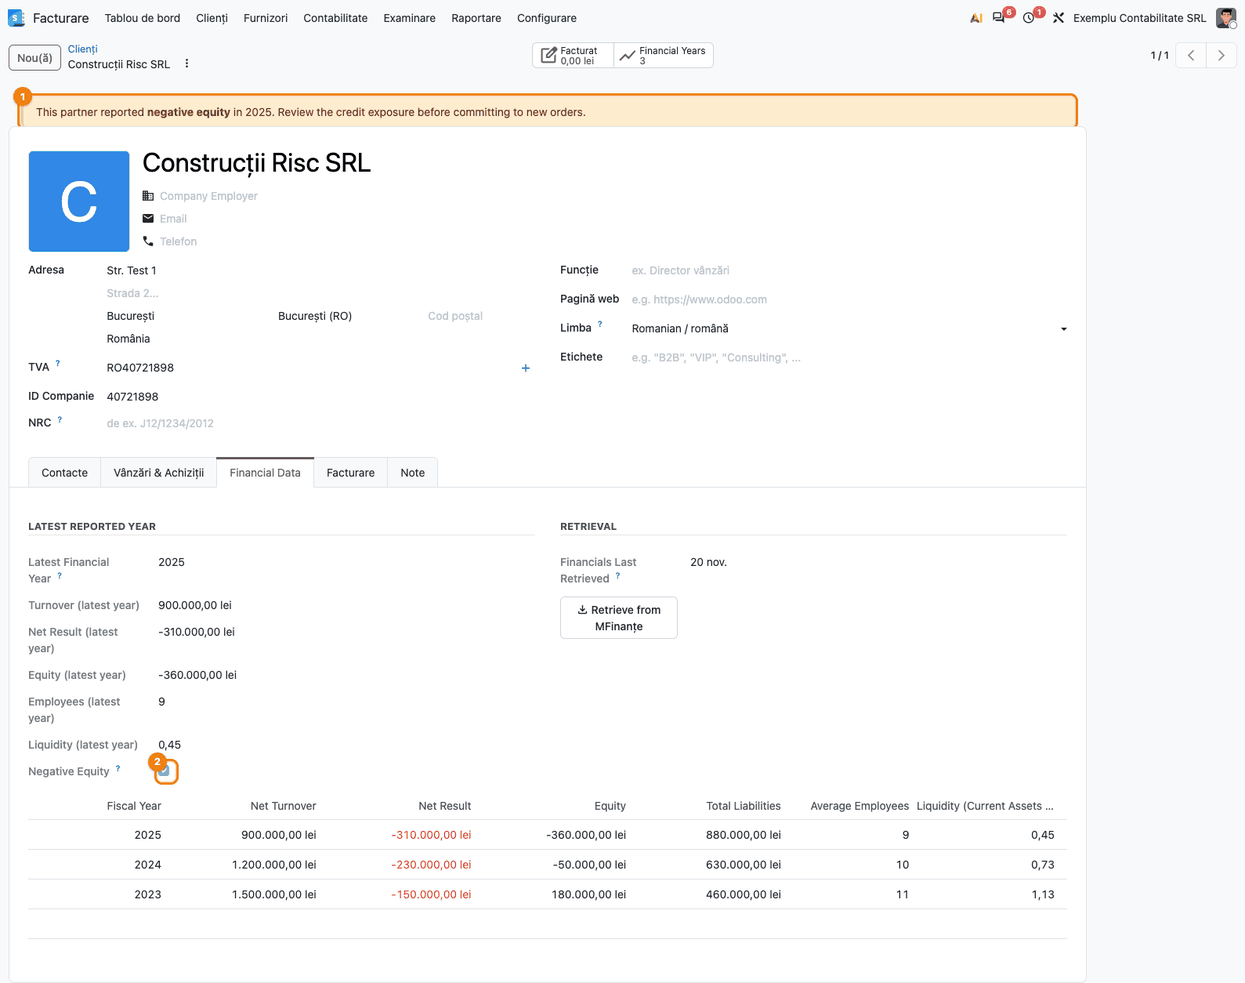 Facturare
Tablou de bord
Clienți
Furnizori
Contabilitate
Examinare
Raportare
Configurare
6
1
Exemplu Contabilitate SRL
Nou(ă)
Clienți
Construcții Risc SRL
Facturat
0,00 lei
Financial Years
3
1 / 1
1
This partner reported negative equity in 2025. Review the credit exposure before committing to new orders.
C
Construcții Risc SRL
Company Employer
Email
Telefon
Adresa
Str. Test 1
Strada 2...
București
București (RO)
Cod poștal
România
TVA ?
RO40721898
+
ID Companie
40721898
NRC ?
de ex. J12/1234/2012
Funcție
ex. Director vânzări
Pagină web
e.g. https://www.odoo.com
Limba ?
Romanian / română
Etichete
e.g. "B2B", "VIP", "Consulting", ...
Contacte
Vânzări & Achiziții
Financial Data
Facturare
Note
LATEST REPORTED YEAR
Latest Financial
Year ?
2025
Turnover (latest year)
900.000,00 lei
Net Result (latest
year)
-310.000,00 lei
Equity (latest year)
-360.000,00 lei
Employees (latest
year)
9
Liquidity (latest year)
0,45
Negative Equity ?
2
RETRIEVAL
Financials Last
Retrieved ?
20 nov.
Retrieve from
MFinanțe
Fiscal Year Net Turnover Net Result Equity Total Liabilities Average Employees Liquidity (Current Assets ...
2025 900.000,00 lei -310.000,00 lei -360.000,00 lei 880.000,00 lei 9 0,45
2024 1.200.000,00 lei -230.000,00 lei -50.000,00 lei 630.000,00 lei 10 0,73
2023 1.500.000,00 lei -150.000,00 lei 180.000,00 lei 460.000,00 lei 11 1,13